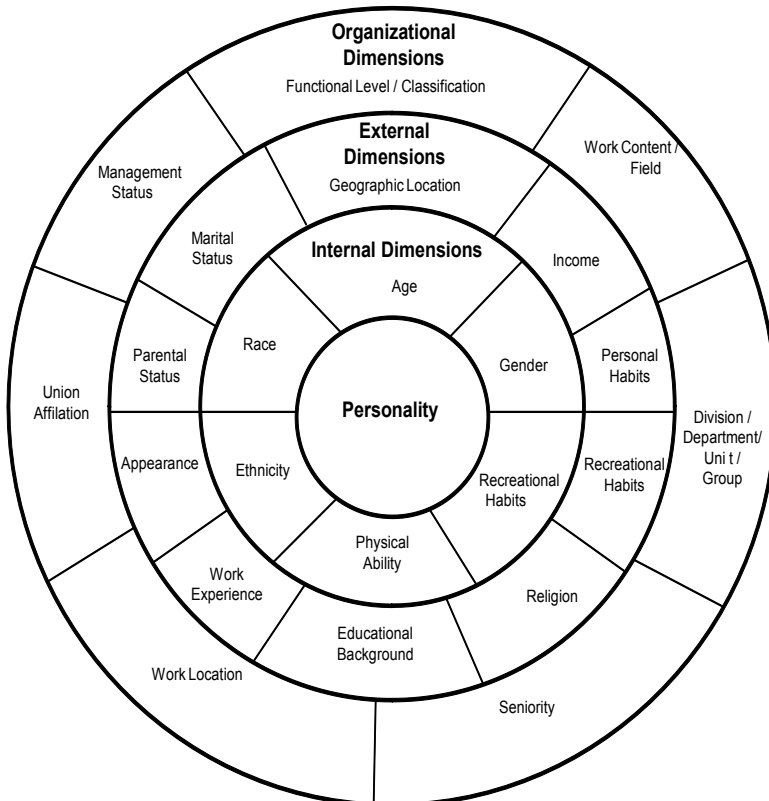 Organizational
Dimensions
Functional Level / Classification
External
Dimensions
Geographic Location
Internal Dimensions
Age
Personality
Management
Status
Work Content /
Field
Marital
Status
Income
Race
Gender
Parental
Status
Personal
Habits
Union
Affilation
Division /
Department/
Uni t /
Group
Appearance
Ethnicity
Recreational
Habits
Recreational
Habits
Physical
Ability
Work
Experience
Religion
Educational
Background
Work Location
Seniority